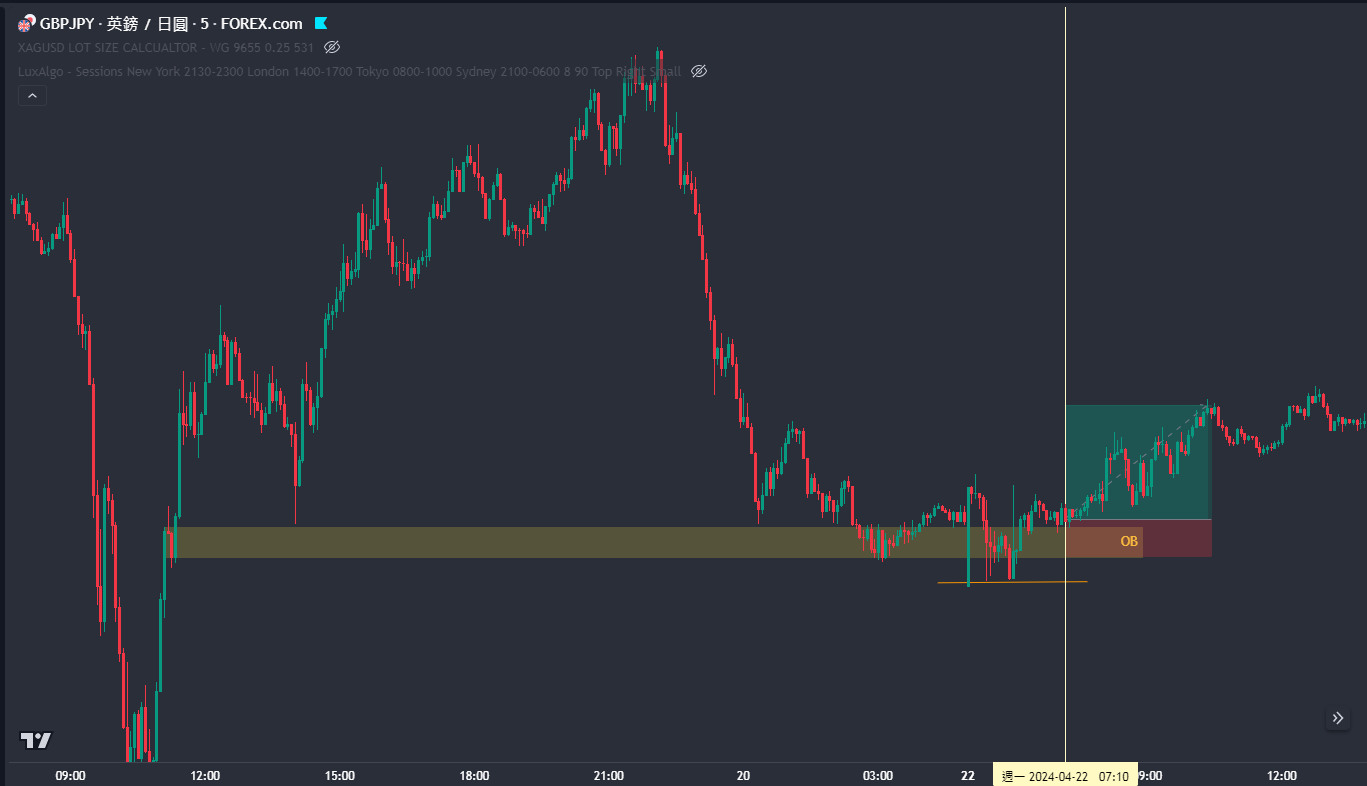 GBPJPY · 英鎊 / 日圓 · 5 · FOREX.com
XAGUSD LOT SIZE CALCUALTOR - WG 9655 0.25 531
LuxAlgo - Sessions New York 2130-2300 London 1400-1700 Tokyo 0800-1000 Sydney 2100-0600 8 90 Top Right Small
OB
09:00 12:00 15:00 18:00 21:00 20 03:00 22 週一 2024-04-22 07:10 9:00 12:00